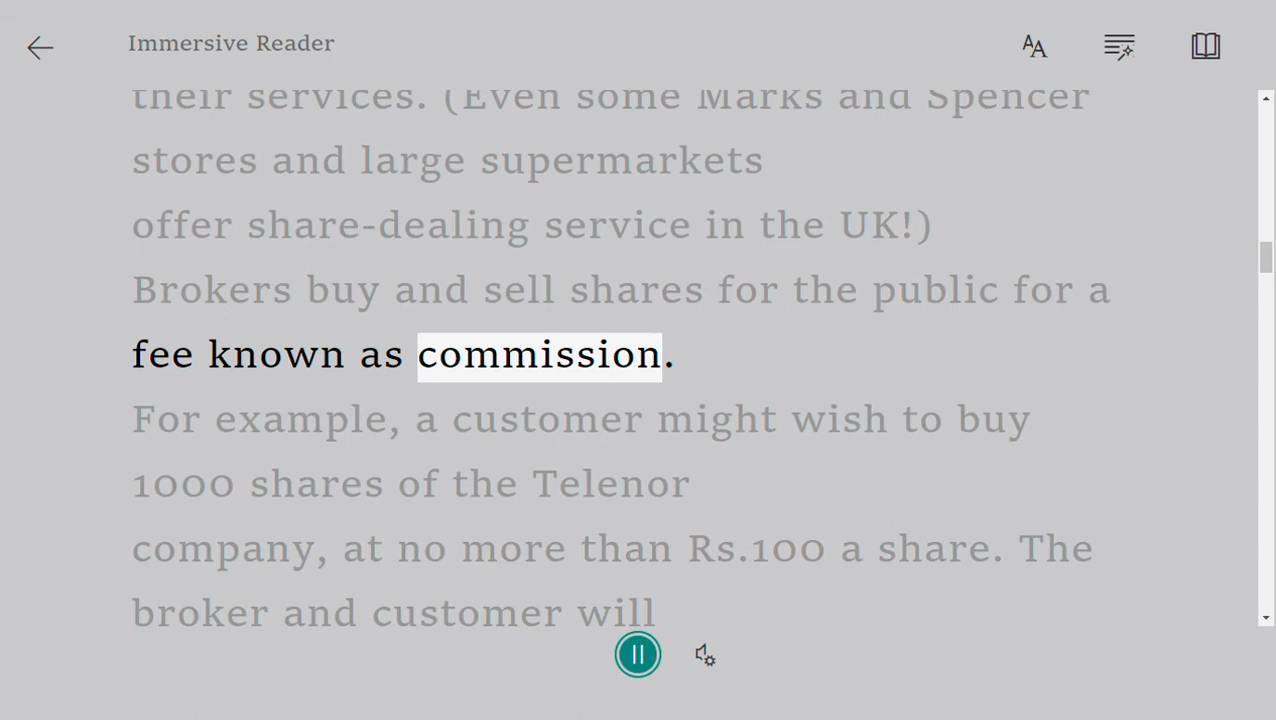 Immersive Reader
their services. (Even some Marks and Spencer
stores and large supermarkets
offer share-dealing service in the UK!)
Brokers buy and sell shares for the public for a
fee known as commission.
For example, a customer might wish to buy
1000 shares of the Telenor
company, at no more than Rs.100 a share. The
broker and customer will